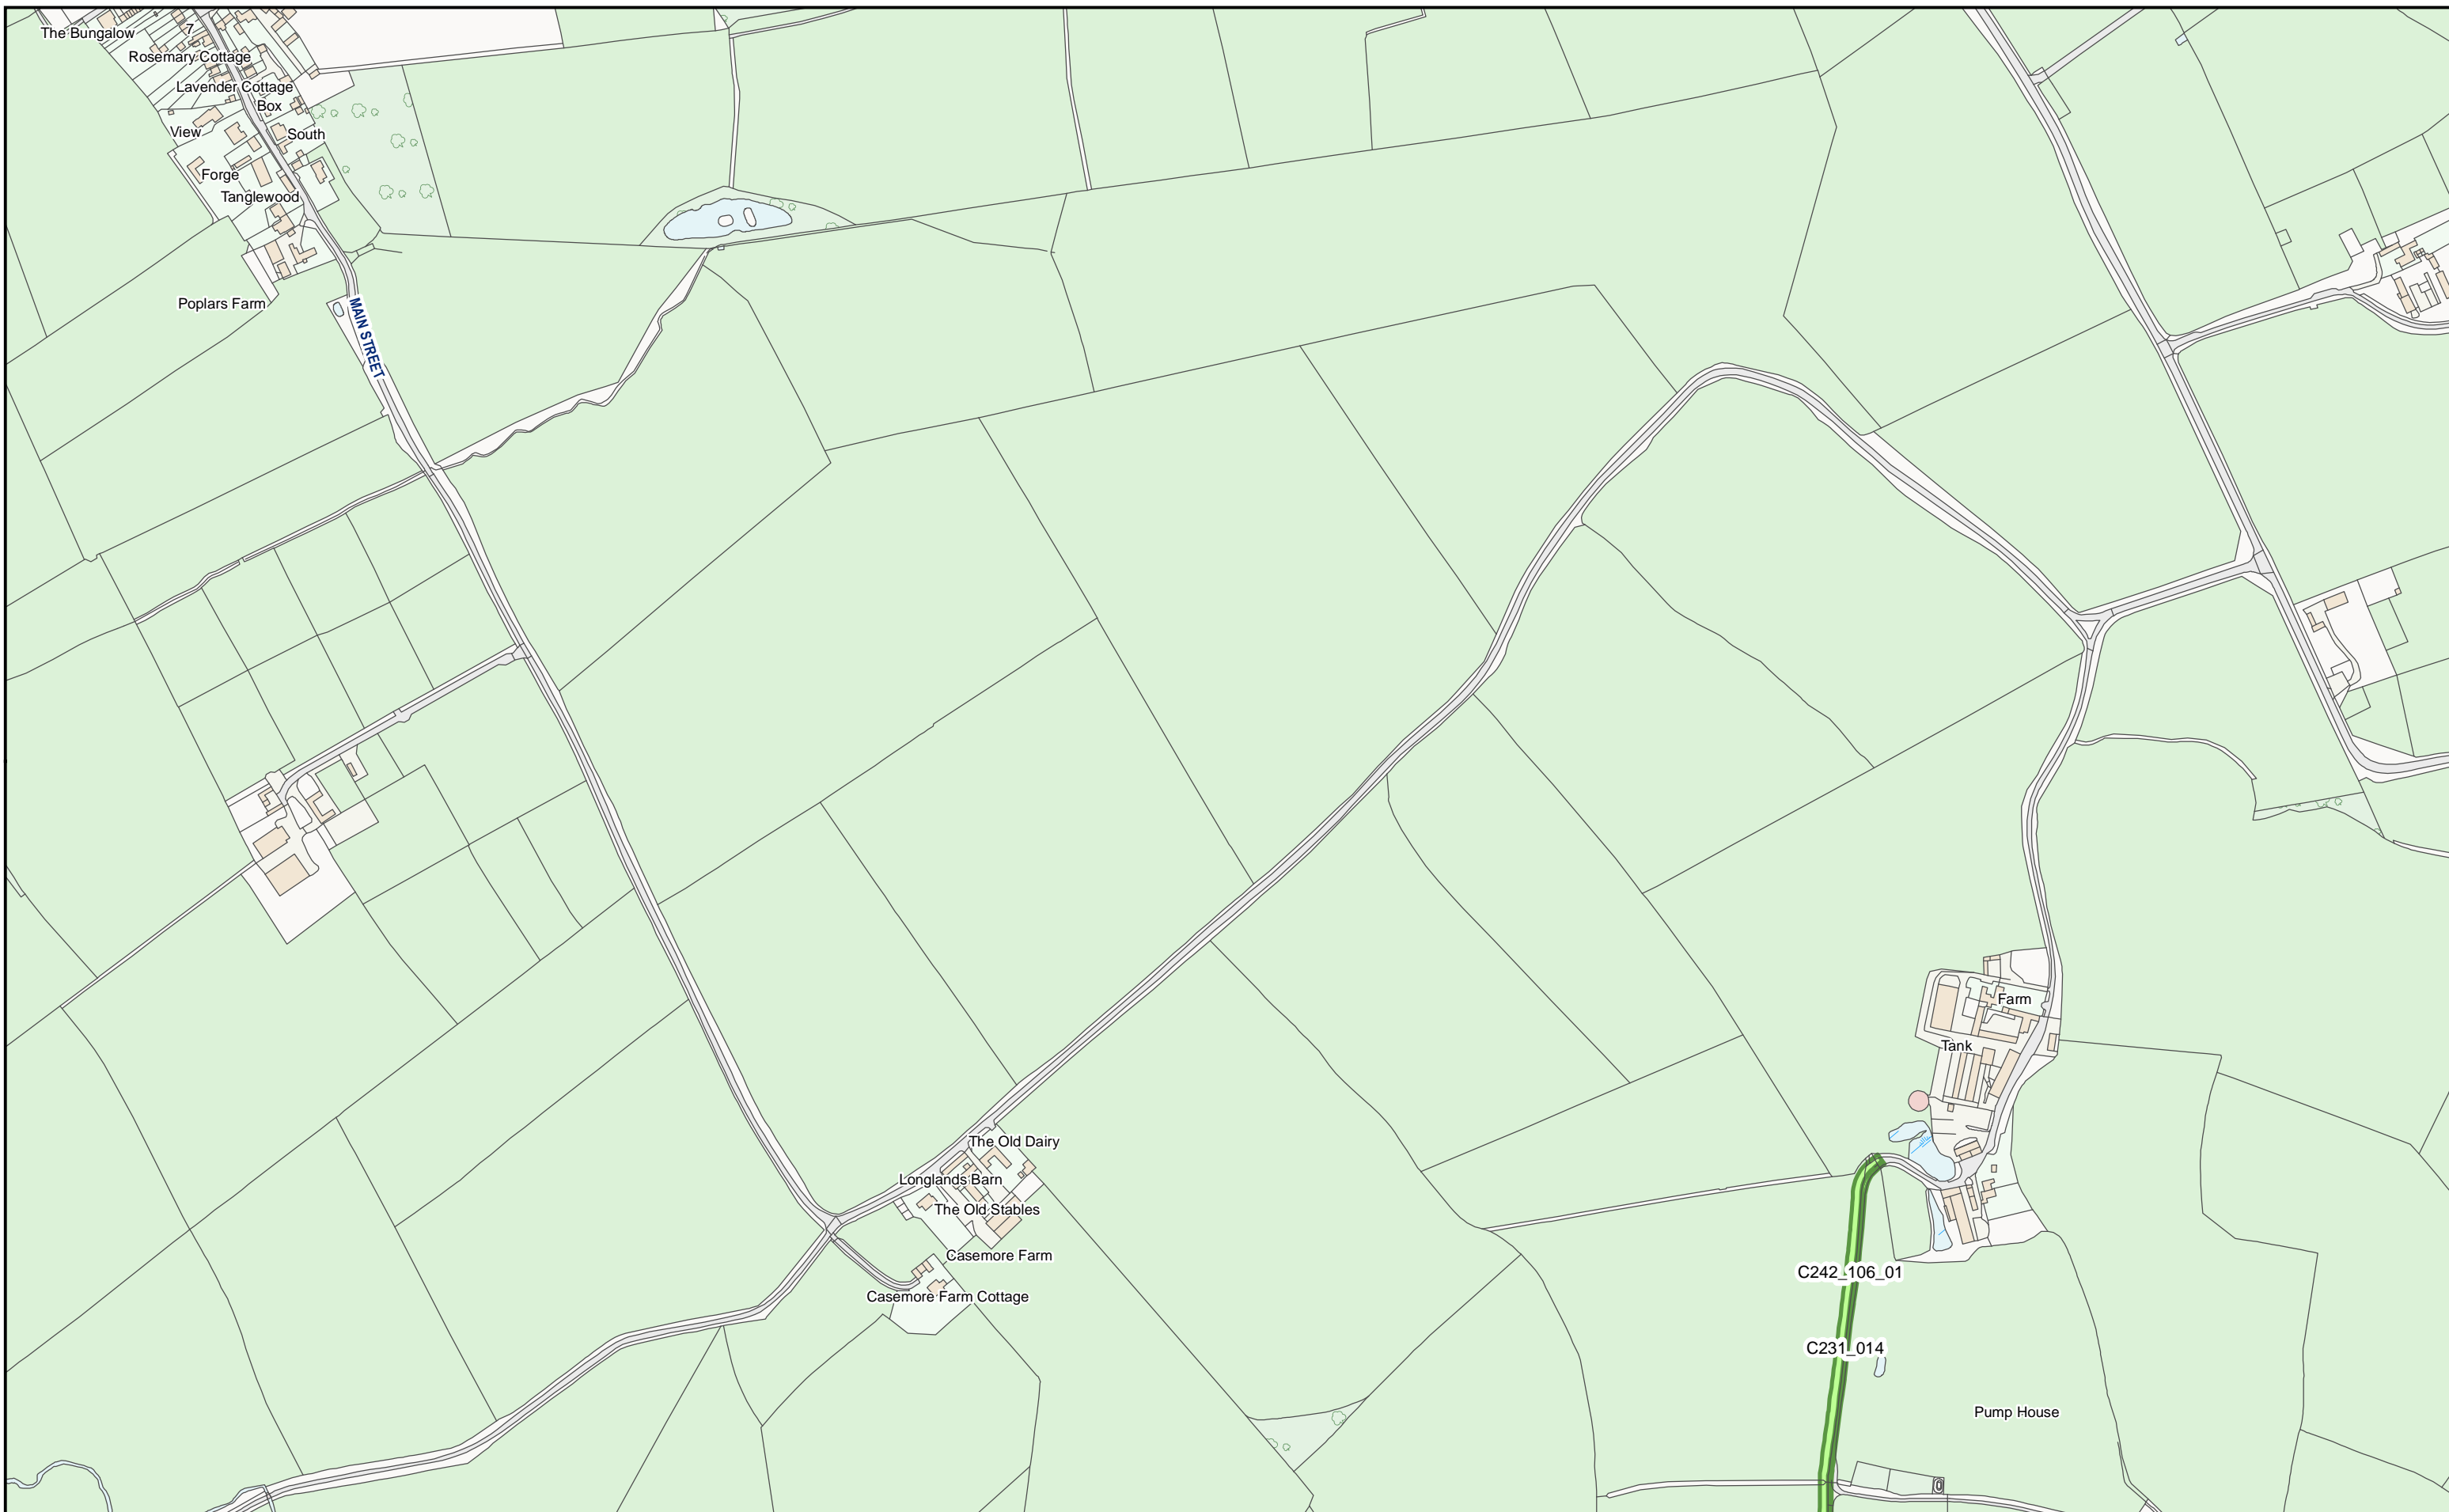 7
The Bungalow
Rosemary Cottage
Lavender Cottage
Box
View
South
Forge
Tanglewood
Poplars Farm
MAIN STREET
Farm
Tank
The Old Dairy
Longlands Barn
The Old Stables
Casemore Farm
C242_106_01
Casemore Farm Cottage
C231_014
Pump House